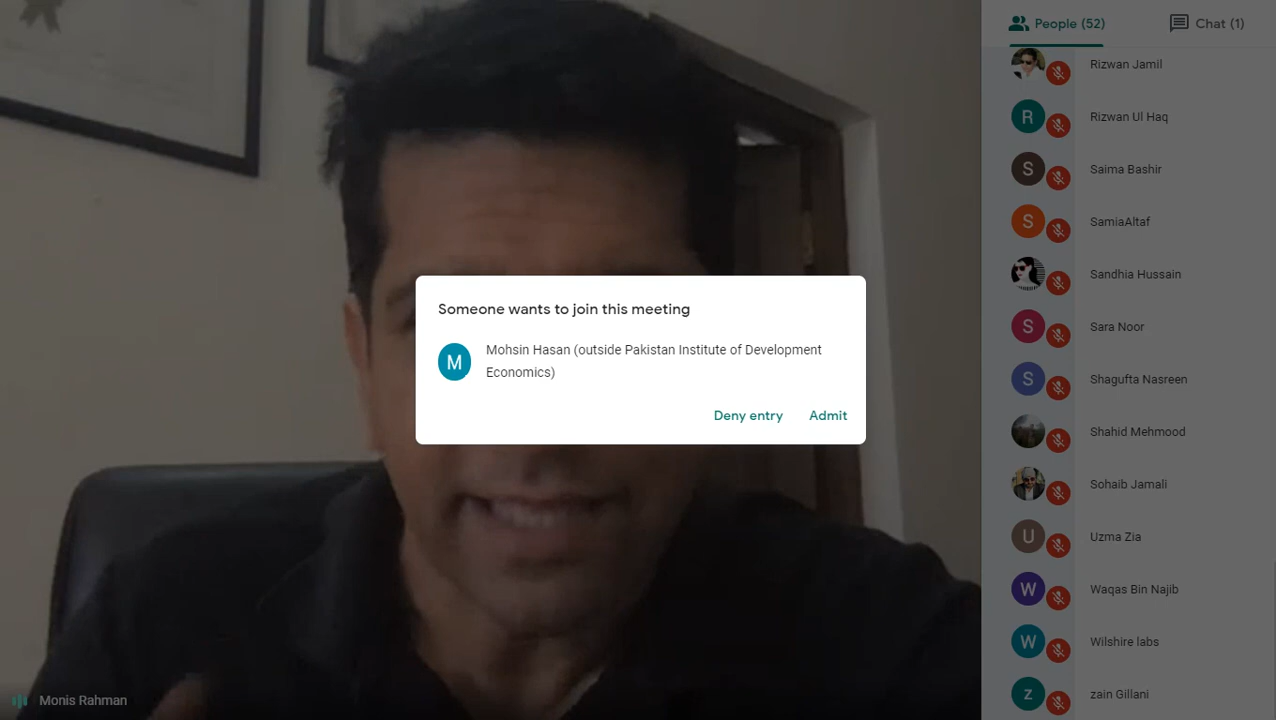 People (52)
Chat (1)
Rizwan Jamil
R
Rizwan Ul Haq
S
Saima Bashir
S
SamiaAltaf
Sandhia Hussain
S
Sara Noor
S
Shagufta Nasreen
Shahid Mehmood
Sohaib Jamali
U
Uzma Zia
W
Waqas Bin Najib
W
Wilshire labs
z
zain Gillani
Someone wants to join this meeting
M
Mohsin Hasan (outside Pakistan Institute of Development
Economics)
Deny entry
Admit
Monis Rahman